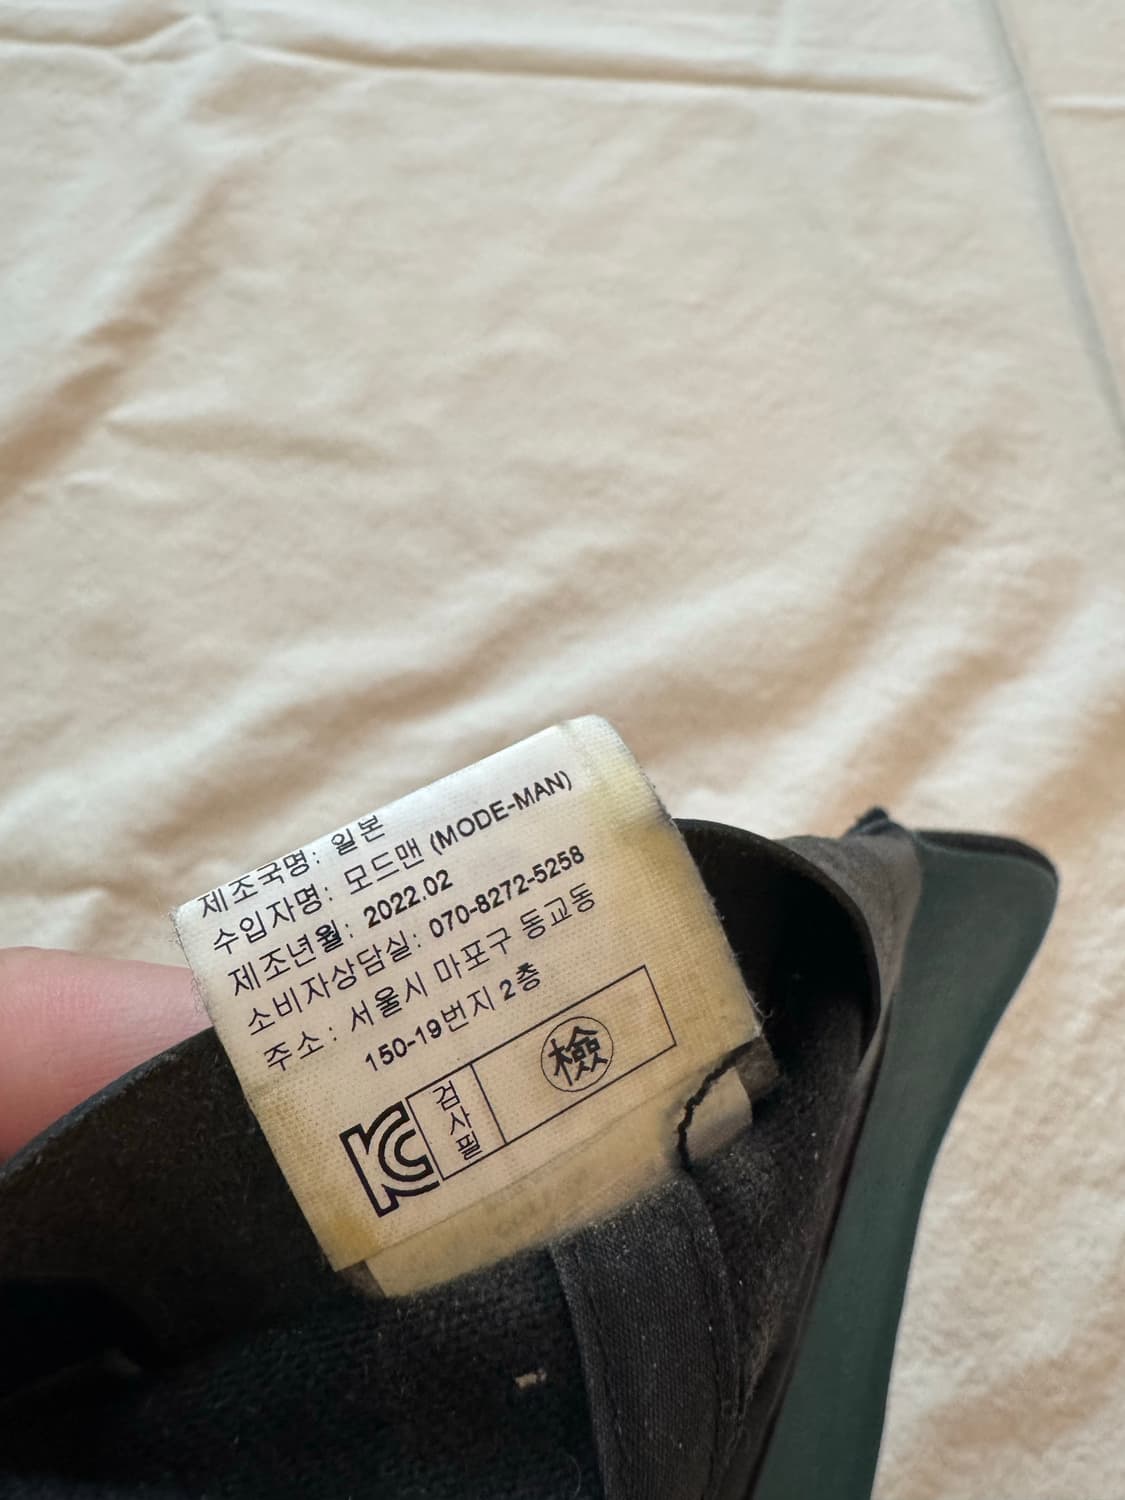 제조국명: 일본
수입자명: 모드맨 (MODE-MAN)
제조년월: 2022.02
소비자상담실: 070-8272-5258
주소: 서울시 마포구 동교동
150-19번지 2층
KC
검사필
檢